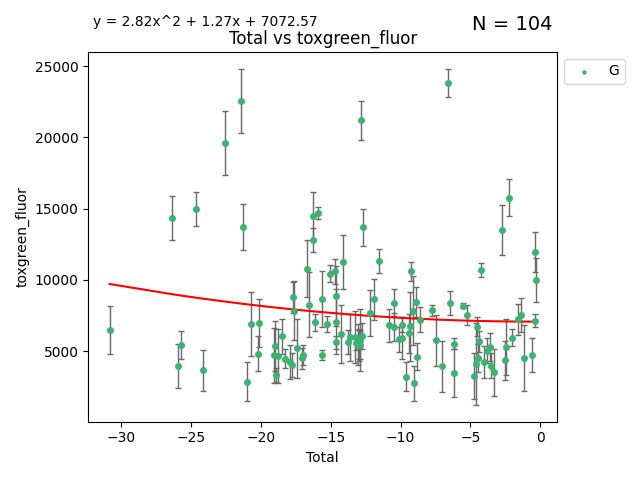 y = 2.82x^2 + 1.27x + 7072.57
N = 104
Total vs toxgreen_fluor
G
toxgreen_fluor
25000
20000
15000
10000
5000
−30
−25
−20
−15
−10
−5
0
Total